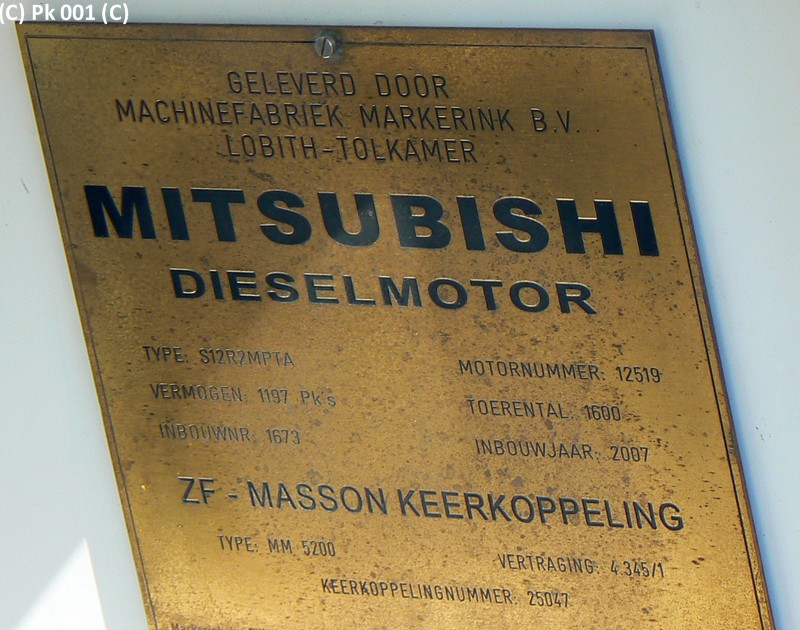 (C) Pk 001 (C)
GELEVERD DOOR
MACHINEFABRIEK MARKERINK B.V.
LOBITH-TOLKAMER
MITSUBISHI
DIESELMOTOR
TYPE: S12R2MPTA MOTORNUMMER: 12519
VERMOGEN: 1197 Pk's TOERENTAL: 1600
INBOUWNR: 1673 INBOUWJAAR: 2007
ZF - MASSON KEERKOPPELING
TYPE: MM 5200 VERTRAGING: 4.345/1
KEERKOPPELINGNUMMER: 25047